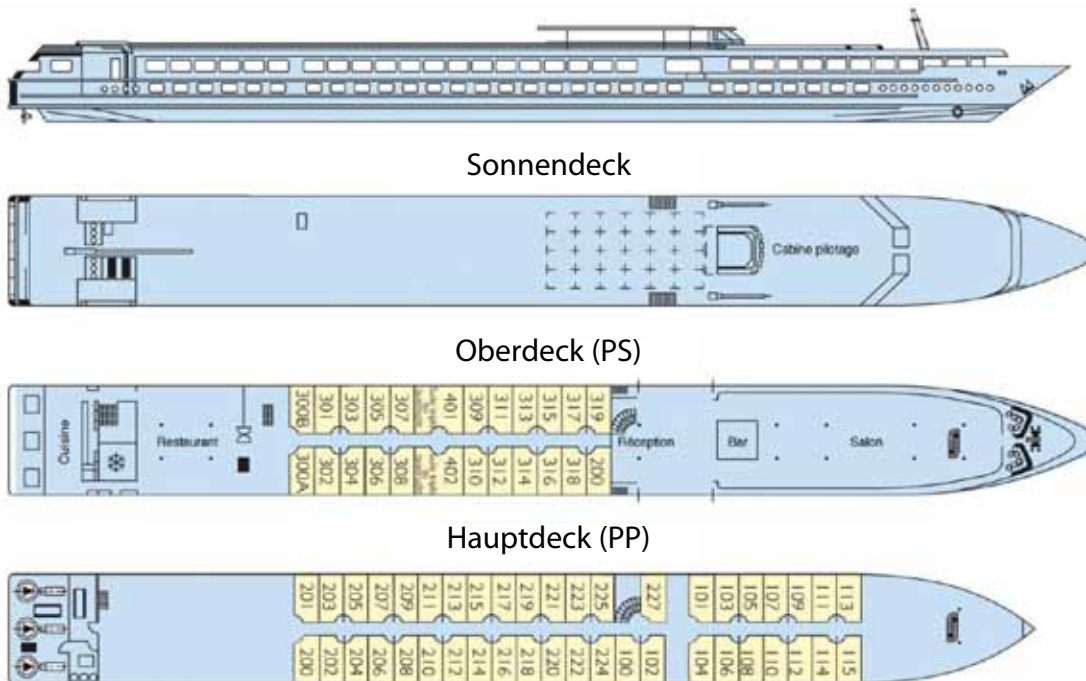 Sonnendeck
Cabine pilotage
Oberdeck (PS)
300B 301 303 305 307 401 309 311 313 315 317 319
Cuisine Restaurant Réception Bar Salon
300A 302 304 306 308 402 310 312 314 316 318 200
Hauptdeck (PP)
201 203 205 207 209 211 213 215 217 219 221 223 225 227 101 103 105 107 109 111 113
200 202 204 206 208 210 212 214 216 218 220 222 224 100 102 104 106 108 110 112 114 115